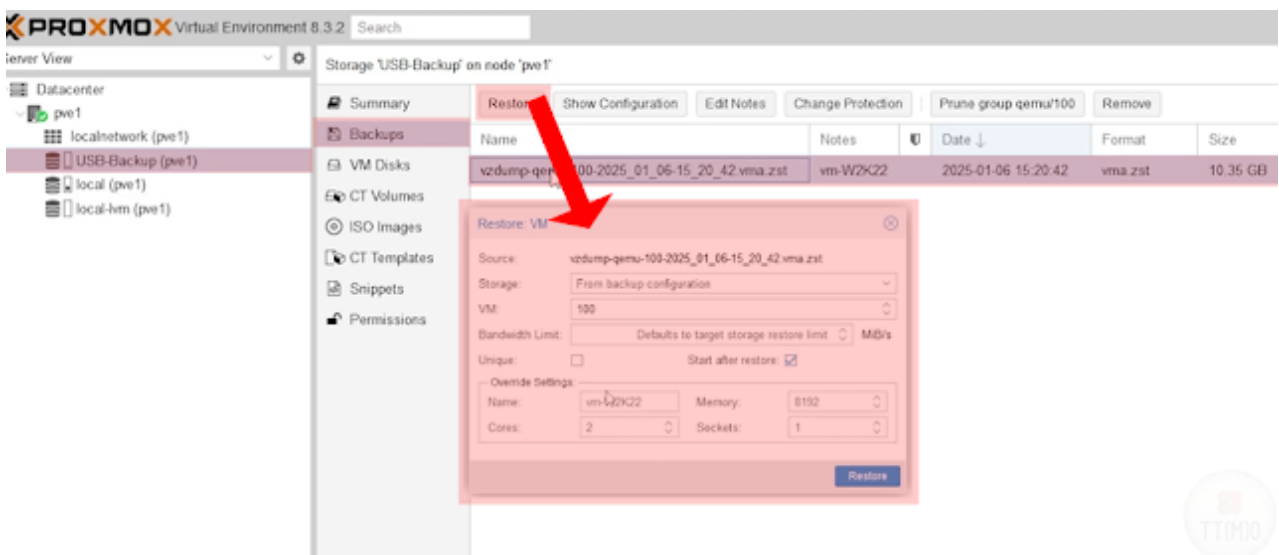 PROXMOX Virtual Environment 8.3.2 Search
Server View
Storage 'USB-Backup' on node 'pve1'
Datacenter
pve1
localnetwork (pve1)
USB-Backup (pve1)
local (pve1)
local-lvm (pve1)
Summary
Backups
VM Disks
CT Volumes
ISO Images
CT Templates
Snippets
Permissions
Show Configuration Edit Notes Change Protection Prune group qemu/100 Remove
Name Notes Date Format Size
100-2025_01_06-15_20_42.vma.zst vm-W2K22 2025-01-06 15:20:42 vma.zst 10.35 GB
Restore: VM
Source: vzdump-qemu-100-2025_01_06-15_20_42.vma.zst
Storage: From backup configuration
VM: 100
Bandwidth Limit: Defaults to target storage restore limit MiB/s
Unique: Start after restore:
Override Settings:
Name: vm-W2K22 Memory: 8192
Cores: 2 Sockets: 1
Restore
TTIMJO